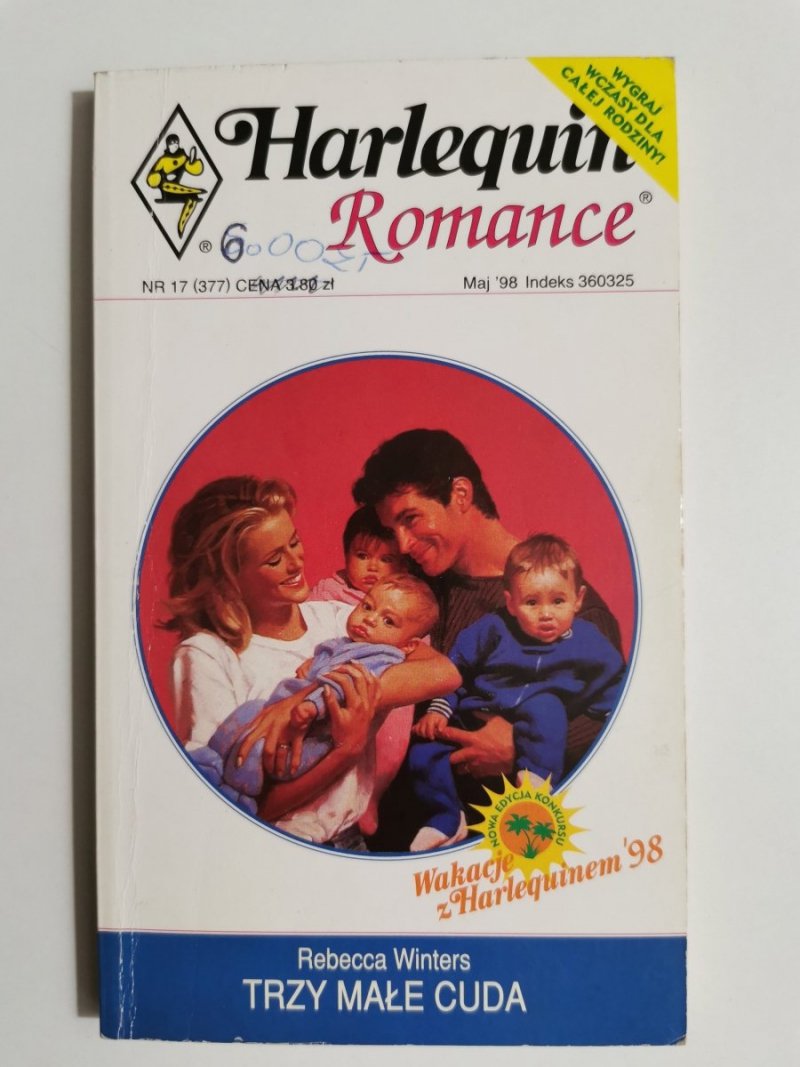 WYGRAJ
WCZASY DLA
CAŁEJ RODZINY!
Harlequin
Romance®
®
NR 17 (377) CENA 3.80 zł
Maj '98 Indeks 360325
NOWA EDYCJA KONKURSU
Wakacje
z Harlequinem '98
Rebecca Winters
TRZY MAŁE CUDA